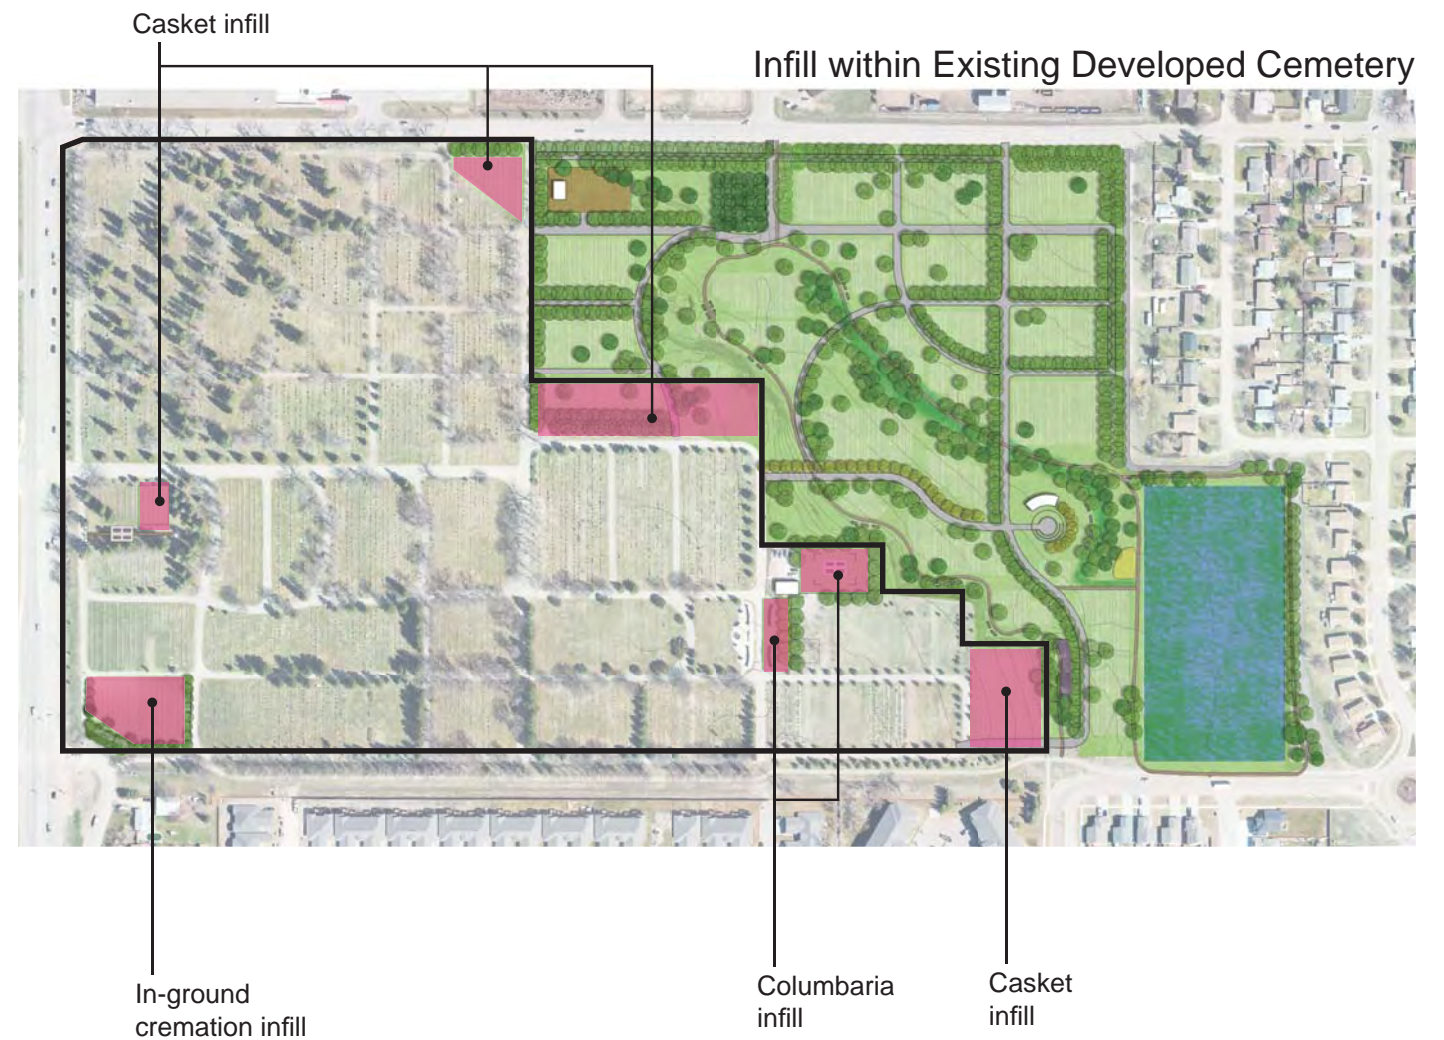 Casket infill
Infill within Existing Developed Cemetery
In-ground
cremation infill
Columbaria
infill
Casket
infill